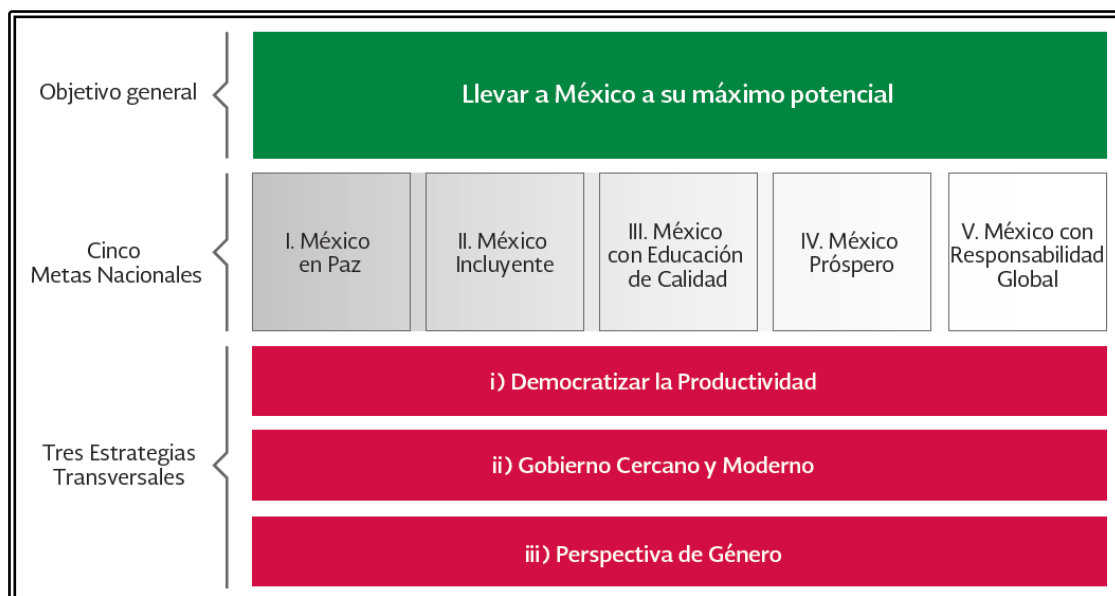 Objetivo general
Llevar a México a su máximo potencial
Cinco
Metas Nacionales
I. México
en Paz
II. México
Incluyente
III. México
con Educación
de Calidad
IV. México
Próspero
V. México con
Responsabilidad
Global
Tres Estrategias
Transversales
i) Democratizar la Productividad
ii) Gobierno Cercano y Moderno
iii) Perspectiva de Género